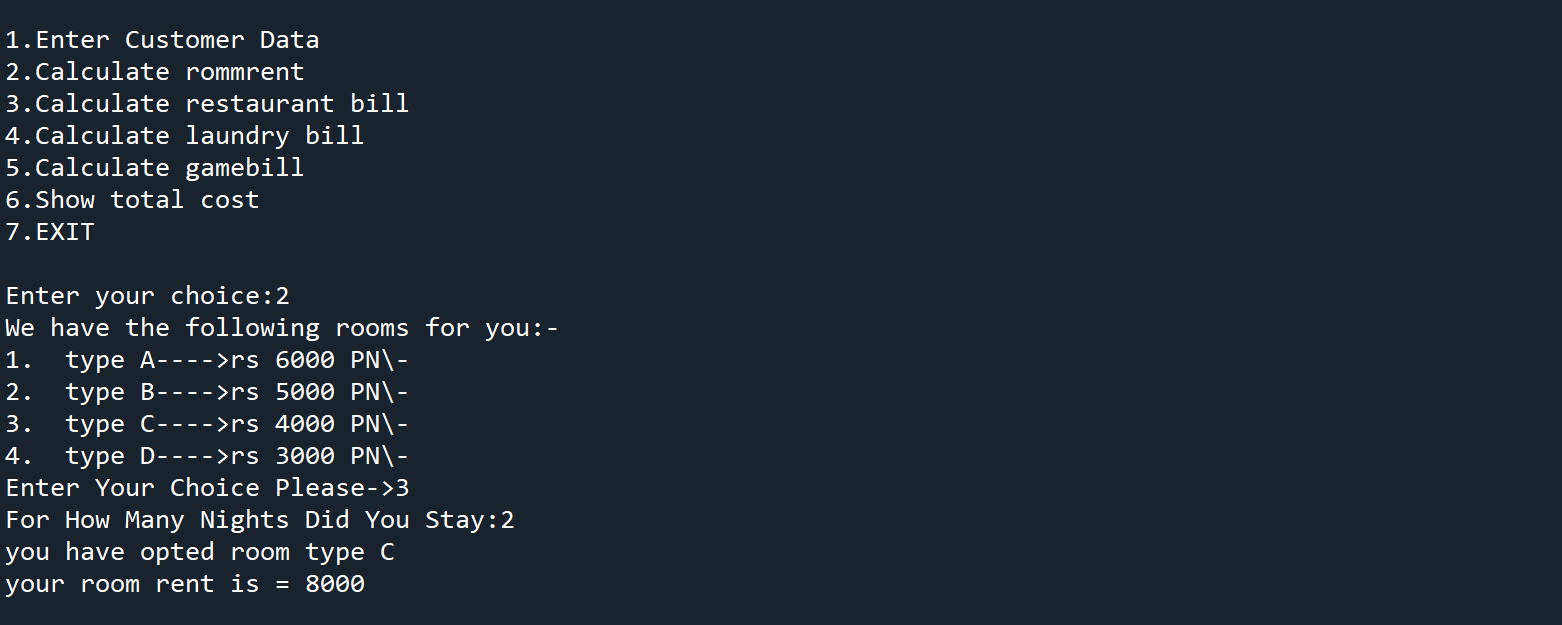 1.Enter Customer Data
2.Calculate rommrent
3.Calculate restaurant bill
4.Calculate laundry bill
5.Calculate gamebill
6.Show total cost
7.EXIT
Enter your choice:2
We have the following rooms for you:-
1.  type A---->rs 6000 PN\-
2.  type B---->rs 5000 PN\-
3.  type C---->rs 4000 PN\-
4.  type D---->rs 3000 PN\-
Enter Your Choice Please->3
For How Many Nights Did You Stay:2
you have opted room type C
your room rent is = 8000